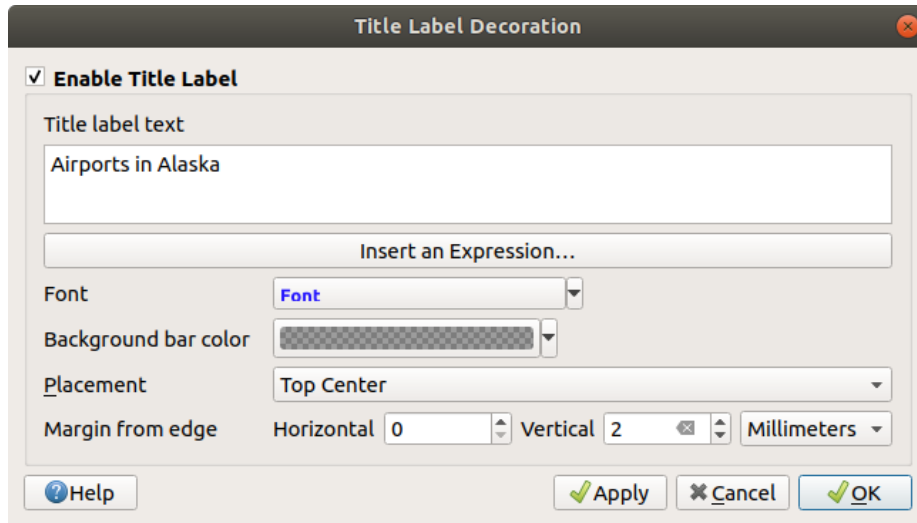 Title Label Decoration
Enable Title Label
Title label text
Airports in Alaska
Insert an Expression…
Font Font
Background bar color
Placement Top Center
Margin from edge Horizontal 0 Vertical 2 Millimeters
Help Apply Cancel OK